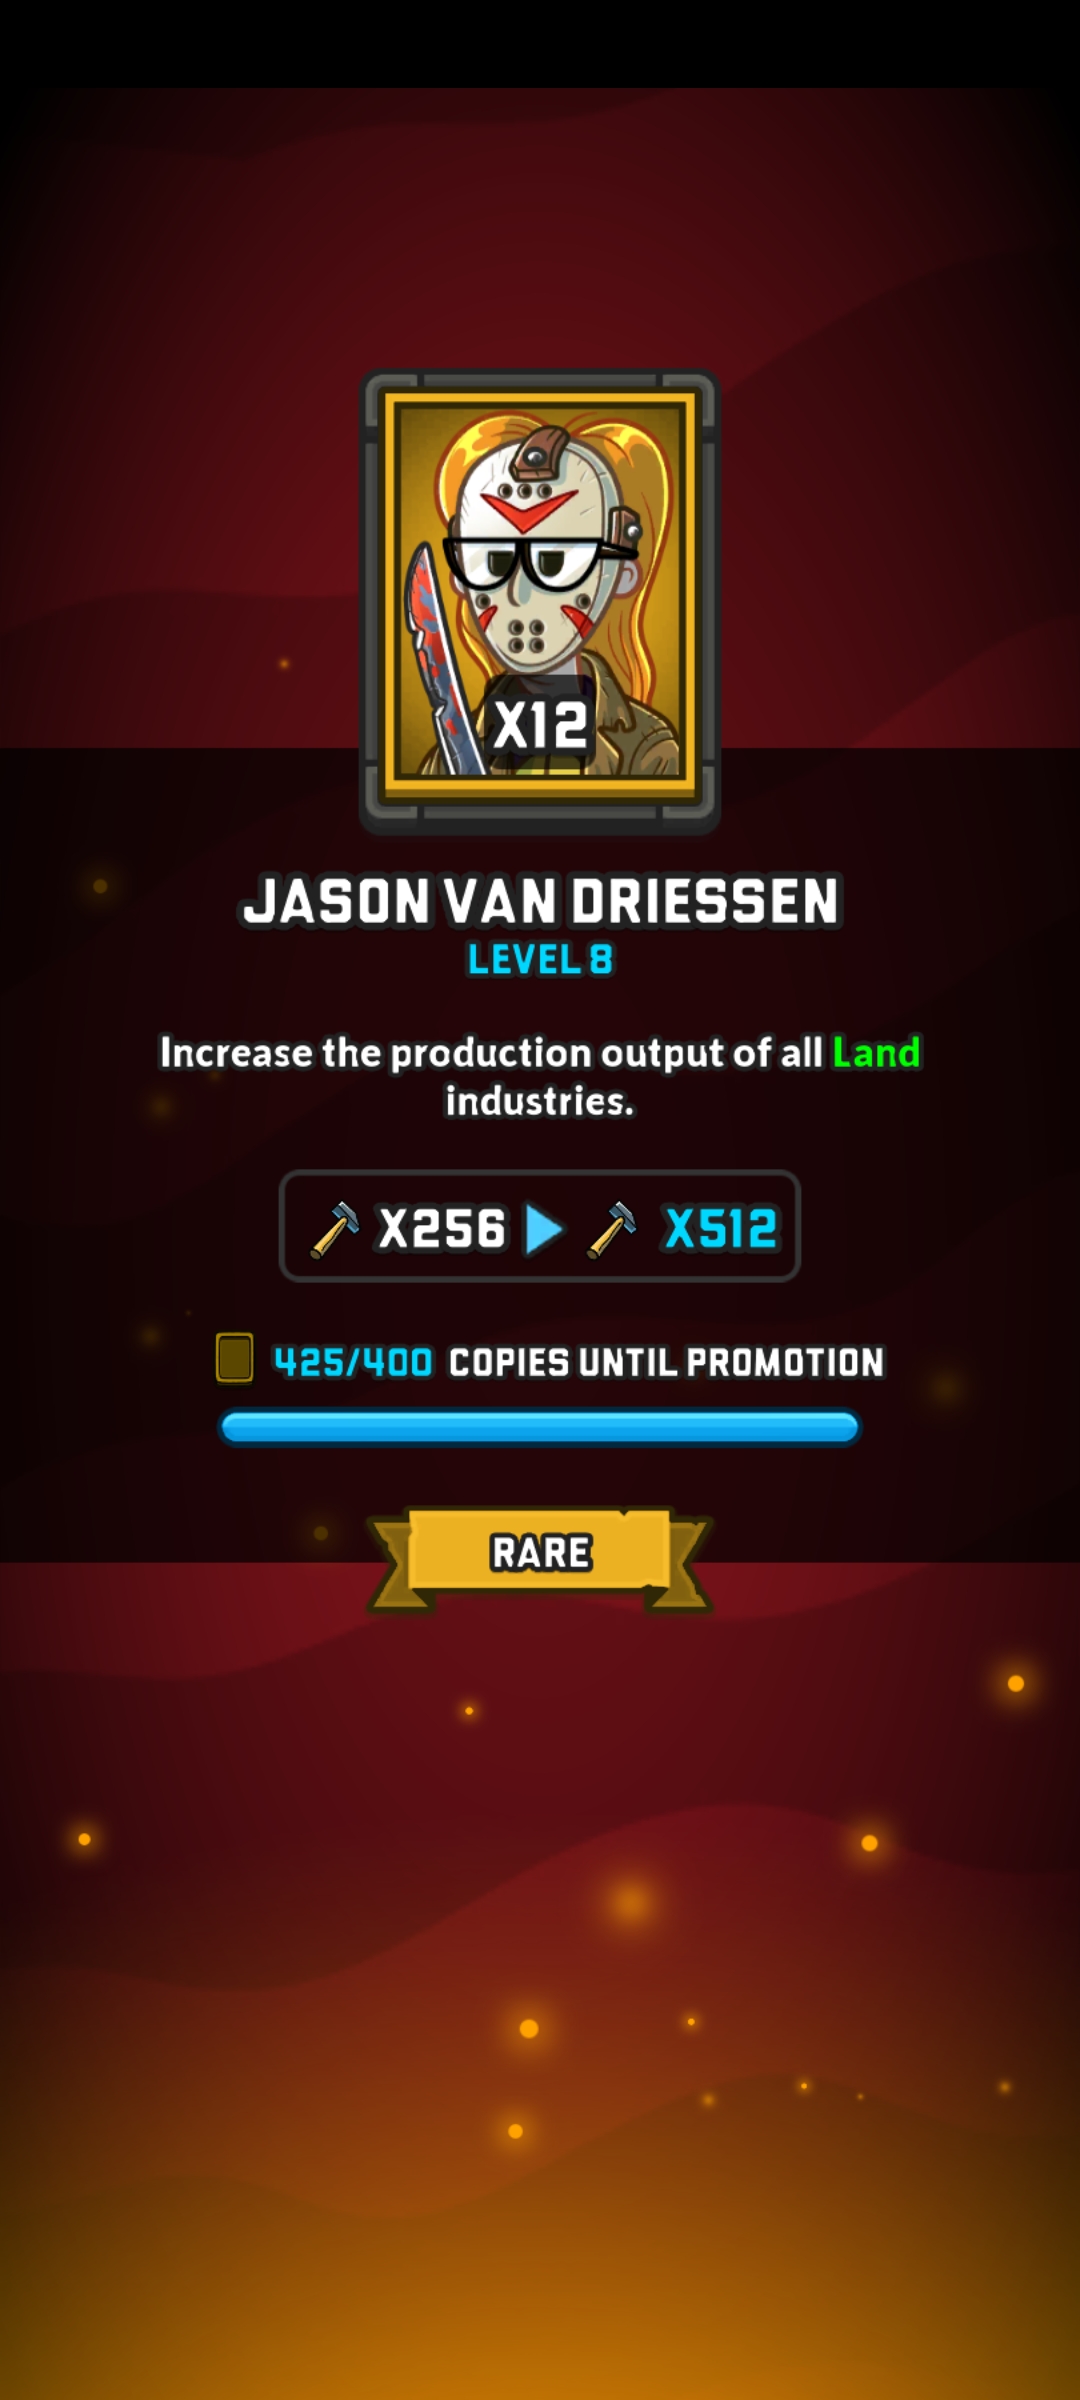 X12
JASON VAN DRIESSEN
LEVEL 8
Increase the production output of all Land
industries.
X256 X512
425/400 COPIES UNTIL PROMOTION
RARE